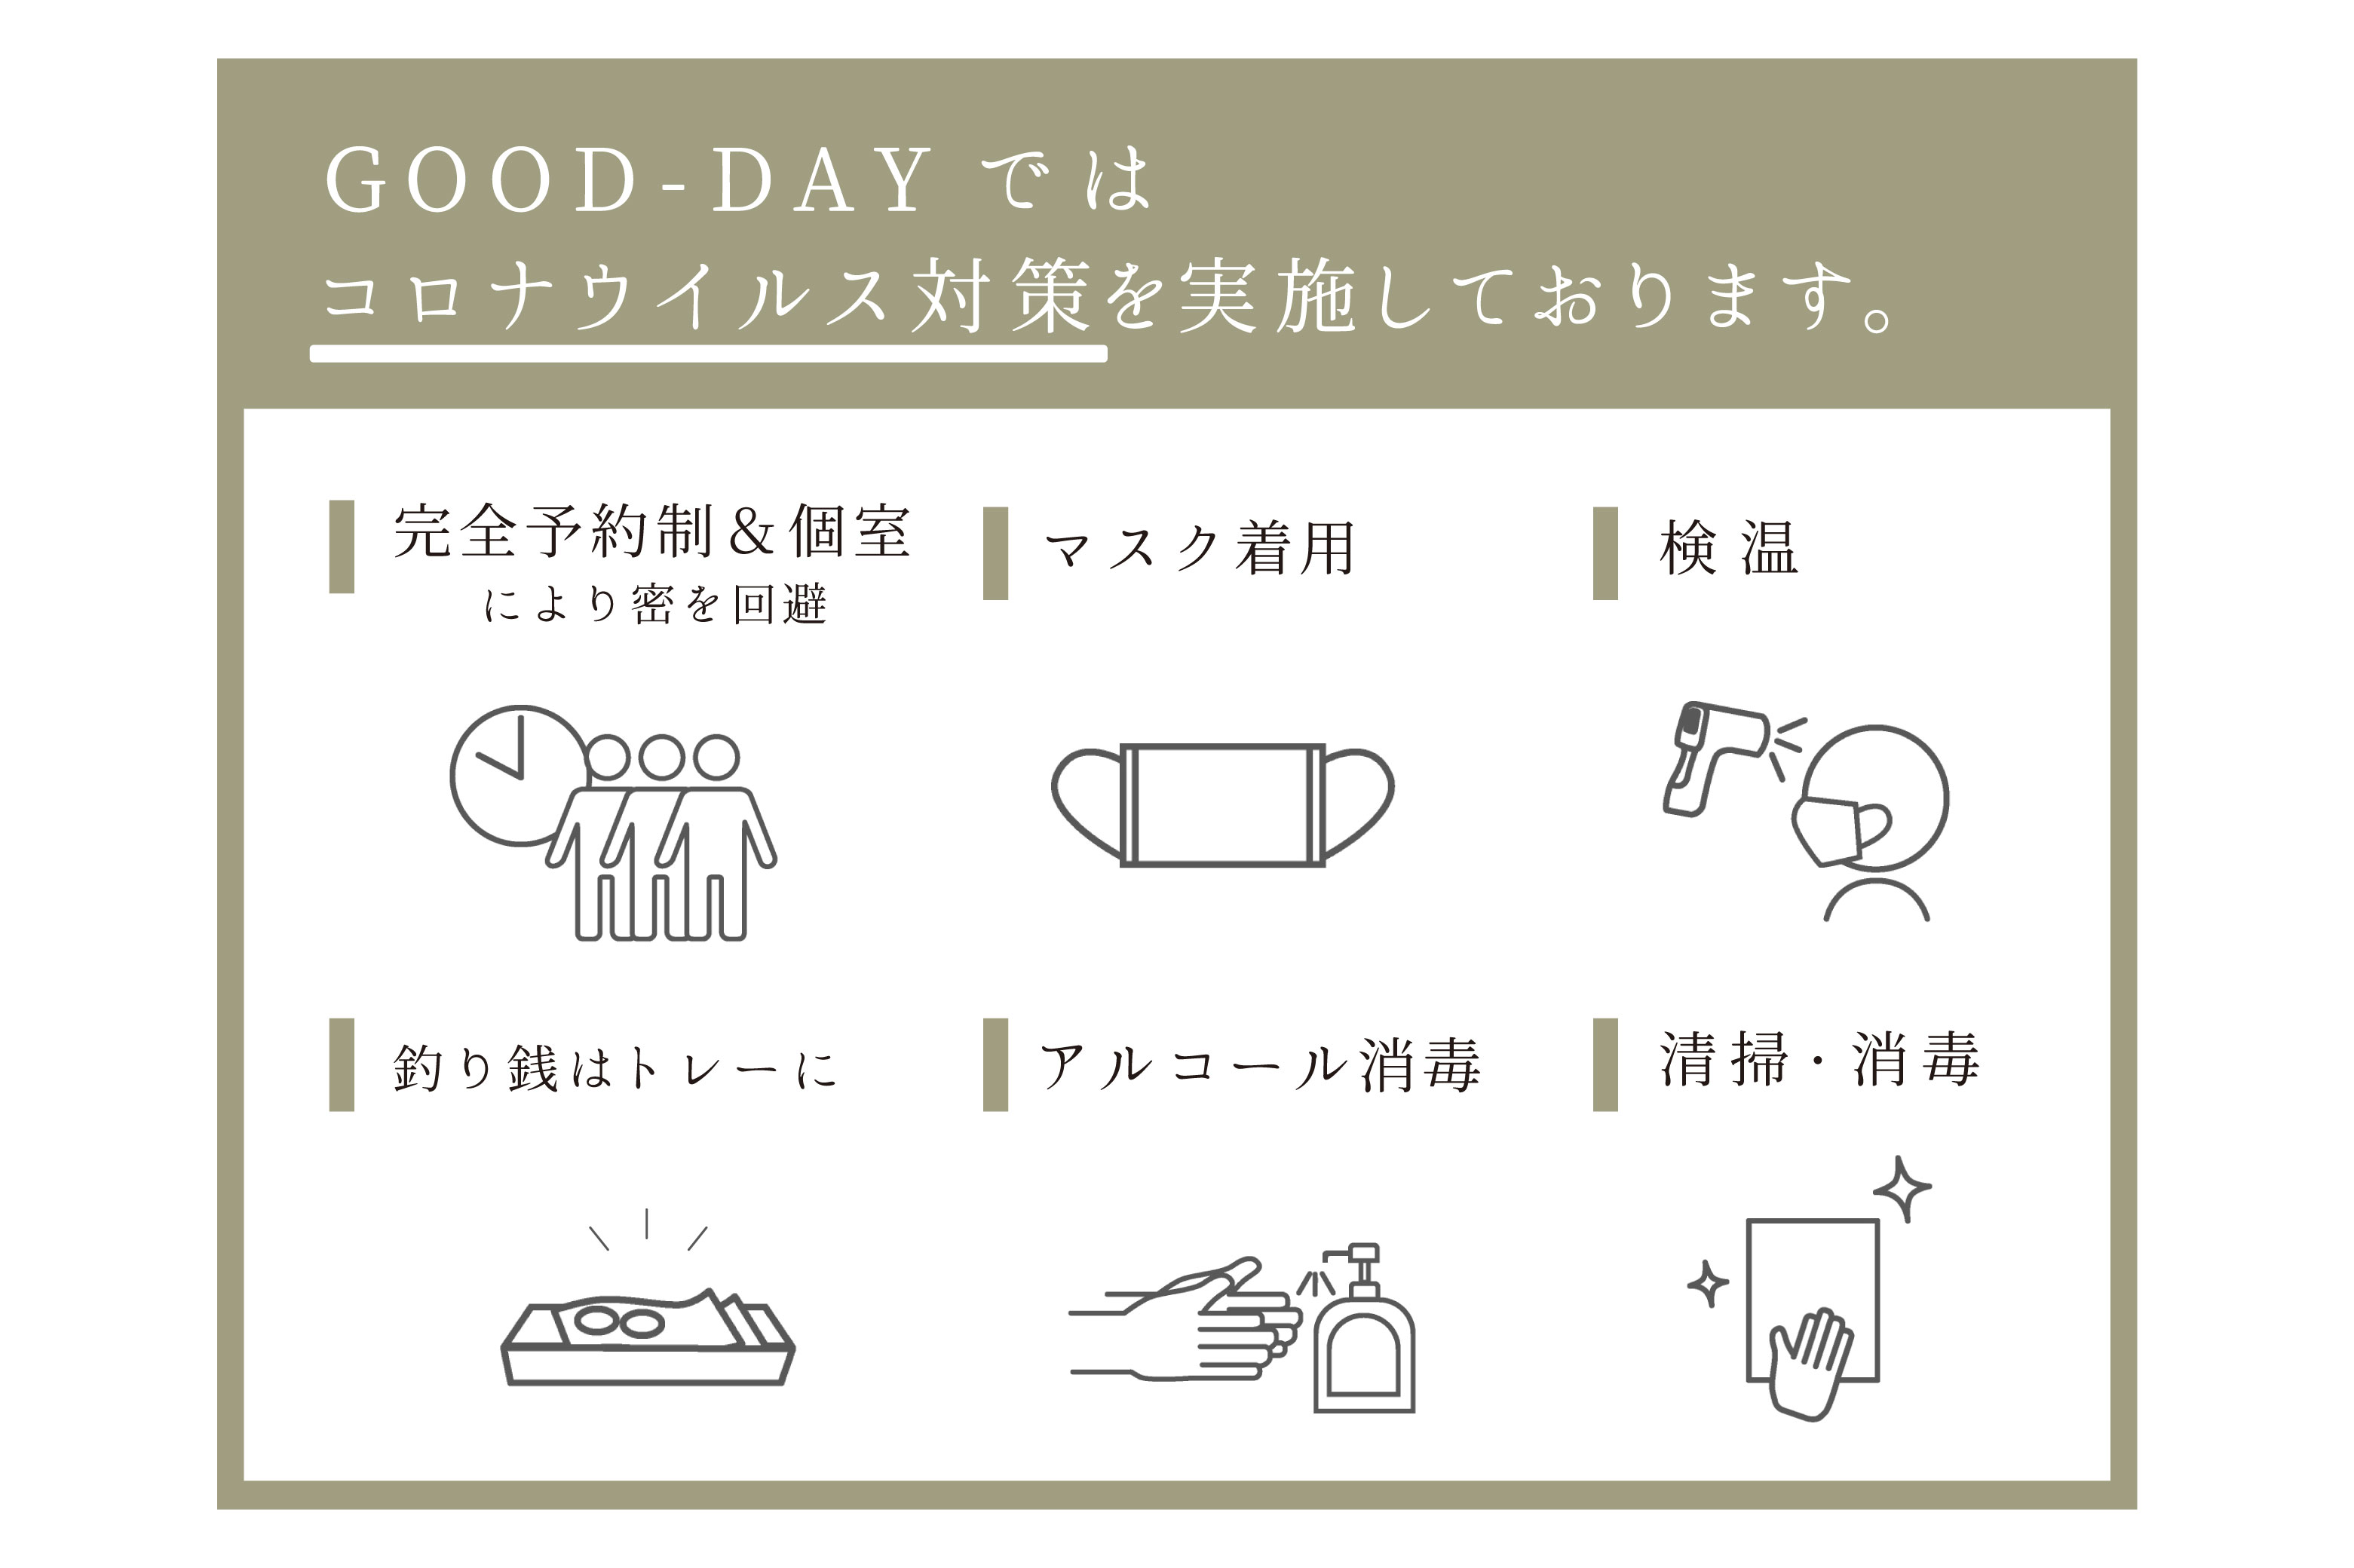 GOOD-DAY では
コロナウイルス対策を実施しております。
完全予約制&個室
により密を回避
マスク着用
検温
釣り銭はトレーに
アルコール消毒
清掃・消毒